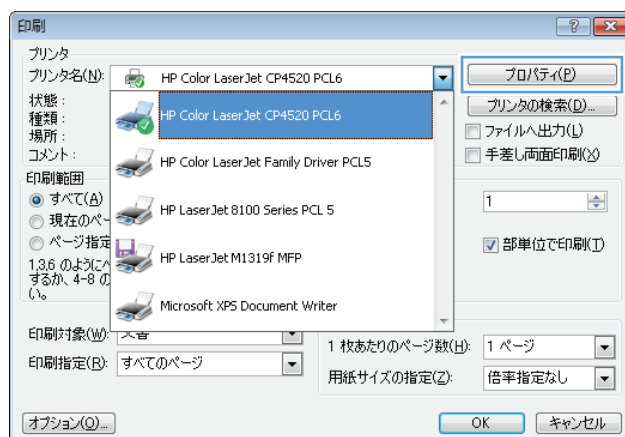 印刷
プリンタ
プリンタ名(N):
HP Color LaserJet CP4520 PCL6
プロパティ(P)
状態 :
種類 :
場所 :
コメント :
HP Color LaserJet CP4520 PCL6
HP Color LaserJet Family Driver PCL5
HP LaserJet 8100 Series PCL 5
HP LaserJet M1319f MFP
Microsoft XPS Document Writer
プリンタの検索(D)...
ファイルへ出力(L)
手差し両面印刷(X)
印刷範囲
すべて(A)
現在のペー
ページ指定
1,3,6 のように
するか、4-8 の
い。
1
部単位で印刷(T)
印刷対象(W):
文書
印刷指定(R):
すべてのページ
1 枚あたりのページ数(H):
1 ページ
用紙サイズの指定(Z):
倍率指定なし
オプション(O)...
OK
キャンセル